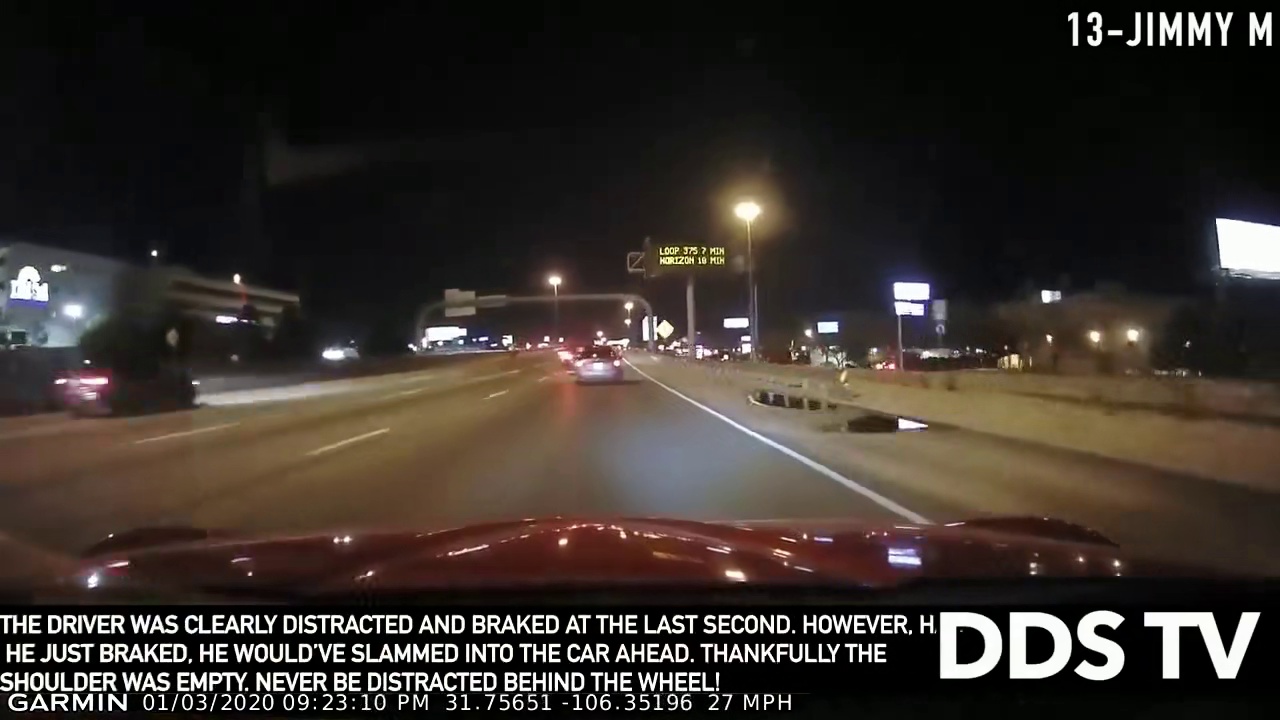 13-JIMMY M
LOOP 375 7 MIN
HORIZON 18 MIN
THE DRIVER WAS CLEARLY DISTRACTED AND BRAKED AT THE LAST SECOND. HOWEVER, HA
HE JUST BRAKED, HE WOULD'VE SLAMMED INTO THE CAR AHEAD. THANKFULLY THE
SHOULDER WAS EMPTY. NEVER BE DISTRACTED BEHIND THE WHEEL!
DDS TV
GARMIN 01/03/2020 09:23:10 PM 31.75651 -106.35196 27 MPH